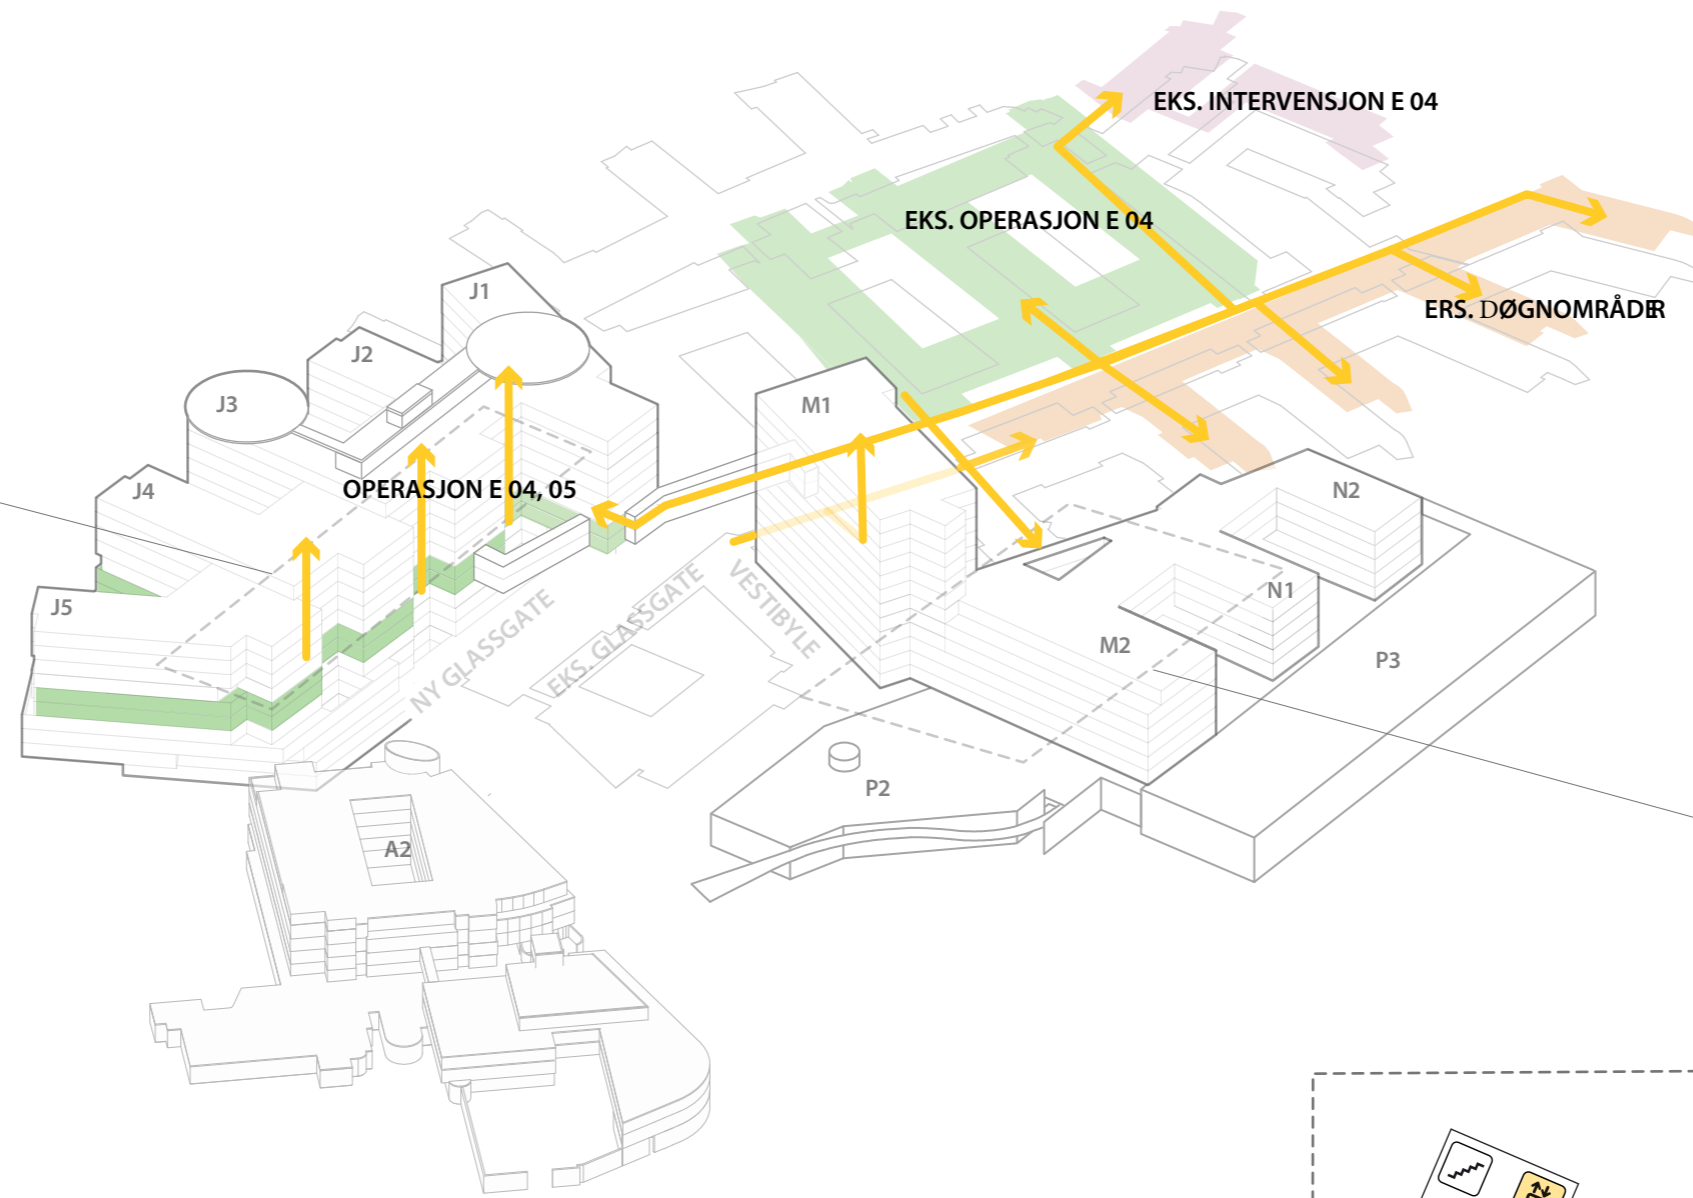 EKS. INTERVENSJON E 04
EKS. OPERASJON E 04
J1
ERS. DØGNOMRÅDER
J2
J3
M1
J4
OPERASJON E 04, 05
N2
J5
NY GLASSGATE
EKS. GLASSGATE
VESTIBYLE
N1
M2
P3
P2
A2